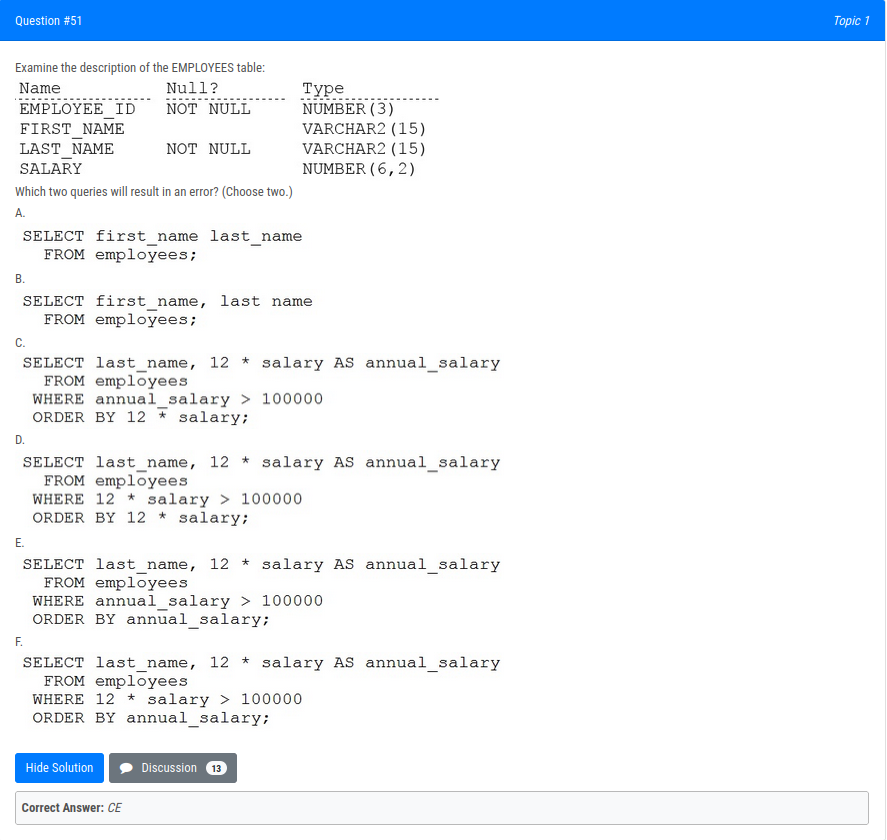 Question #51 Topic 1
Examine the description of the EMPLOYEES table:
Name Null? Type
EMPLOYEE_ID NOT NULL NUMBER(3)
FIRST_NAME VARCHAR2(15)
LAST_NAME NOT NULL VARCHAR2(15)
SALARY NUMBER(6,2)
Which two queries will result in an error? (Choose two.)
A.
SELECT first_name last_name
FROM employees;
B.
SELECT first_name, last name
FROM employees;
C.
SELECT last_name, 12 * salary AS annual_salary
FROM employees
WHERE annual_salary > 100000
ORDER BY 12 * salary;
D.
SELECT last_name, 12 * salary AS annual_salary
FROM employees
WHERE 12 * salary > 100000
ORDER BY 12 * salary;
E.
SELECT last_name, 12 * salary AS annual_salary
FROM employees
WHERE annual_salary > 100000
ORDER BY annual_salary;
F.
SELECT last_name, 12 * salary AS annual_salary
FROM employees
WHERE 12 * salary > 100000
ORDER BY annual_salary;
Hide Solution Discussion 13
Correct Answer: CE